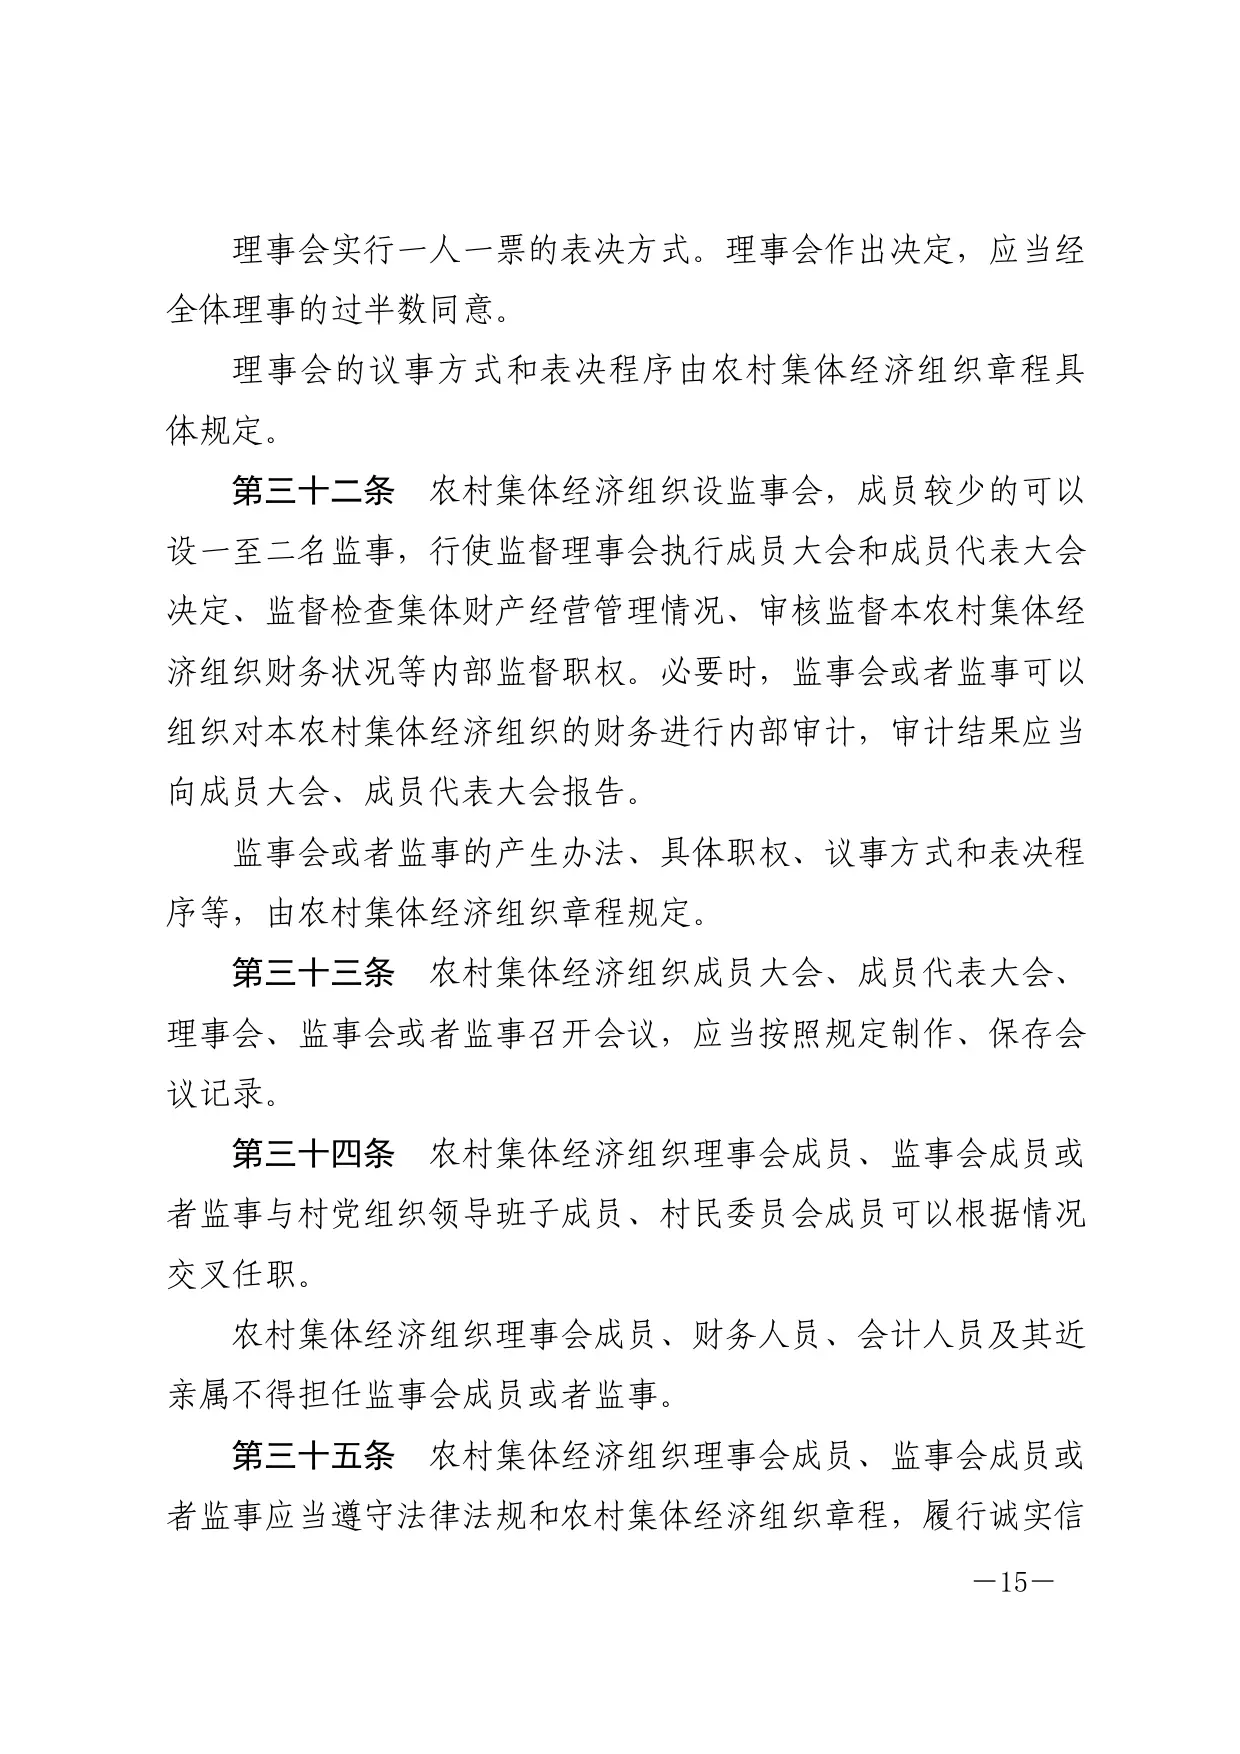 理事会实行一人一票的表决方式。理事会作出决定，应当经
全体理事的过半数同意。
理事会的议事方式和表决程序由农村集体经济组织章程具
体规定。
第三十二条　农村集体经济组织设监事会，成员较少的可以
设一至二名监事，行使监督理事会执行成员大会和成员代表大会
决定、监督检查集体财产经营管理情况、审核监督本农村集体经
济组织财务状况等内部监督职权。必要时，监事会或者监事可以
组织对本农村集体经济组织的财务进行内部审计，审计结果应当
向成员大会、成员代表大会报告。
监事会或者监事的产生办法、具体职权、议事方式和表决程
序等，由农村集体经济组织章程规定。
第三十三条　农村集体经济组织成员大会、成员代表大会、
理事会、监事会或者监事召开会议，应当按照规定制作、保存会
议记录。
第三十四条　农村集体经济组织理事会成员、监事会成员或
者监事与村党组织领导班子成员、村民委员会成员可以根据情况
交叉任职。
农村集体经济组织理事会成员、财务人员、会计人员及其近
亲属不得担任监事会成员或者监事。
第三十五条　农村集体经济组织理事会成员、监事会成员或
者监事应当遵守法律法规和农村集体经济组织章程，履行诚实信
—15—